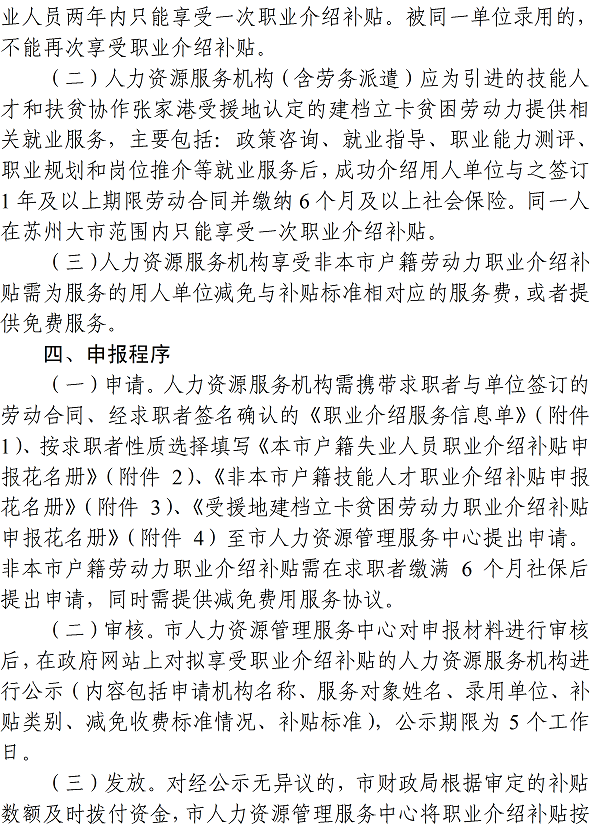 业人员两年内只能享受一次职业介绍补贴。被同一单位录用的，
不能再次享受职业介绍补贴。
（二）人力资源服务机构（含劳务派遣）应为引进的技能人
才和扶贫协作张家港受援地认定的建档立卡贫困劳动力提供相
关就业服务，主要包括：政策咨询、就业指导、职业能力测评、
职业规划和岗位推介等就业服务后，成功介绍用人单位与之签订
1 年及以上期限劳动合同并缴纳 6 个月及以上社会保险。同一人
在苏州大市范围内只能享受一次职业介绍补贴。
（三）人力资源服务机构享受非本市户籍劳动力职业介绍补
贴需为服务的用人单位减免与补贴标准相对应的服务费，或者提
供免费服务。
四、申报程序
（一）申请。人力资源服务机构需携带求职者与单位签订的
劳动合同、经求职者签名确认的《职业介绍服务信息单》（附件
1）、按求职者性质选择填写《本市户籍失业人员职业介绍补贴申
报花名册》（附件 2）、《非本市户籍技能人才职业介绍补贴申报
花名册》（附件 3）、《受援地建档立卡贫困劳动力职业介绍补贴
申报花名册》（附件 4）至市人力资源管理服务中心提出申请。
非本市户籍劳动力职业介绍补贴需在求职者缴满 6 个月社保后
提出申请，同时需提供减免费用服务协议。
（二）审核。市人力资源管理服务中心对申报材料进行审核
后，在政府网站上对拟享受职业介绍补贴的人力资源服务机构进
行公示（内容包括申请机构名称、服务对象姓名、录用单位、补
贴类别、减免收费标准情况、补贴标准），公示期限为 5 个工作
日。
（三）发放。对经公示无异议的，市财政局根据审定的补贴
数额及时拨付资金，市人力资源管理服务中心将职业介绍补贴按